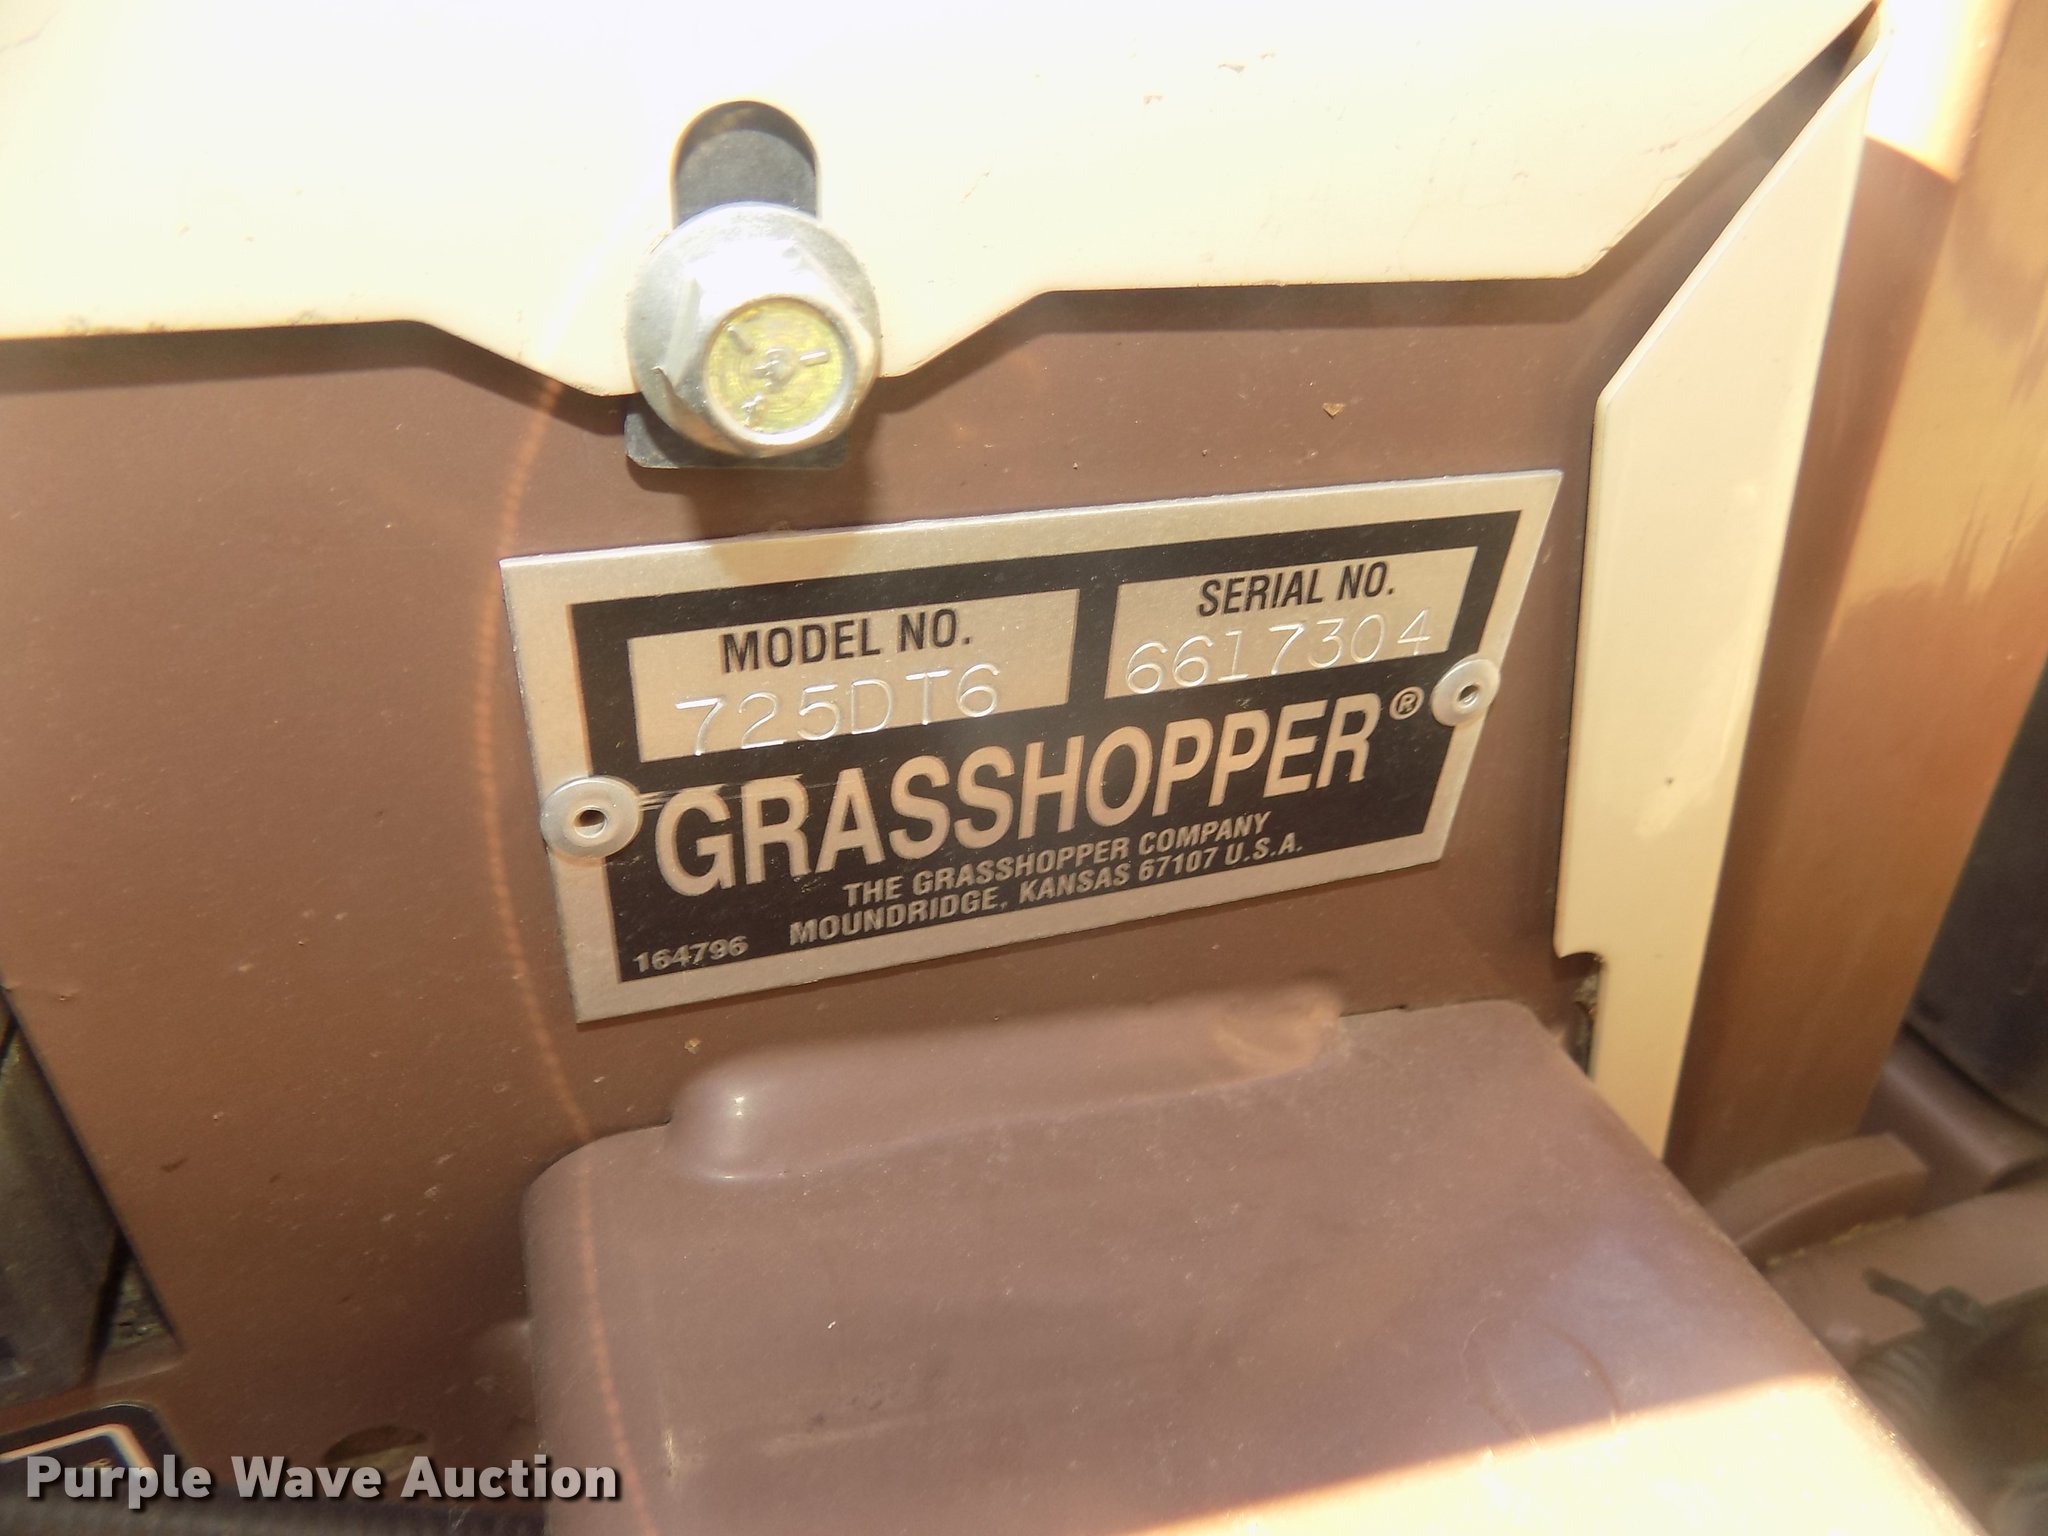 MODEL NO.
725DT6
SERIAL NO.
6617304
GRASSHOPPER®
THE GRASSHOPPER COMPANY
MOUNDRIDGE, KANSAS 67107 U.S.A.
164796
Purple Wave Auction